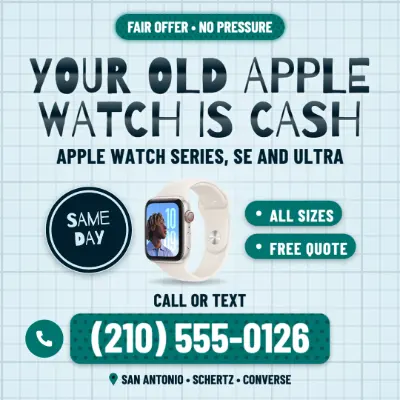 FAIR OFFER • NO PRESSURE
YOUR OLD APPLE
WATCH IS CASH
APPLE WATCH SERIES, SE AND ULTRA
SAME
DAY
10
• ALL SIZES
• FREE QUOTE
CALL OR TEXT
(210) 555-0126
SAN ANTONIO • SCHERTZ • CONVERSE